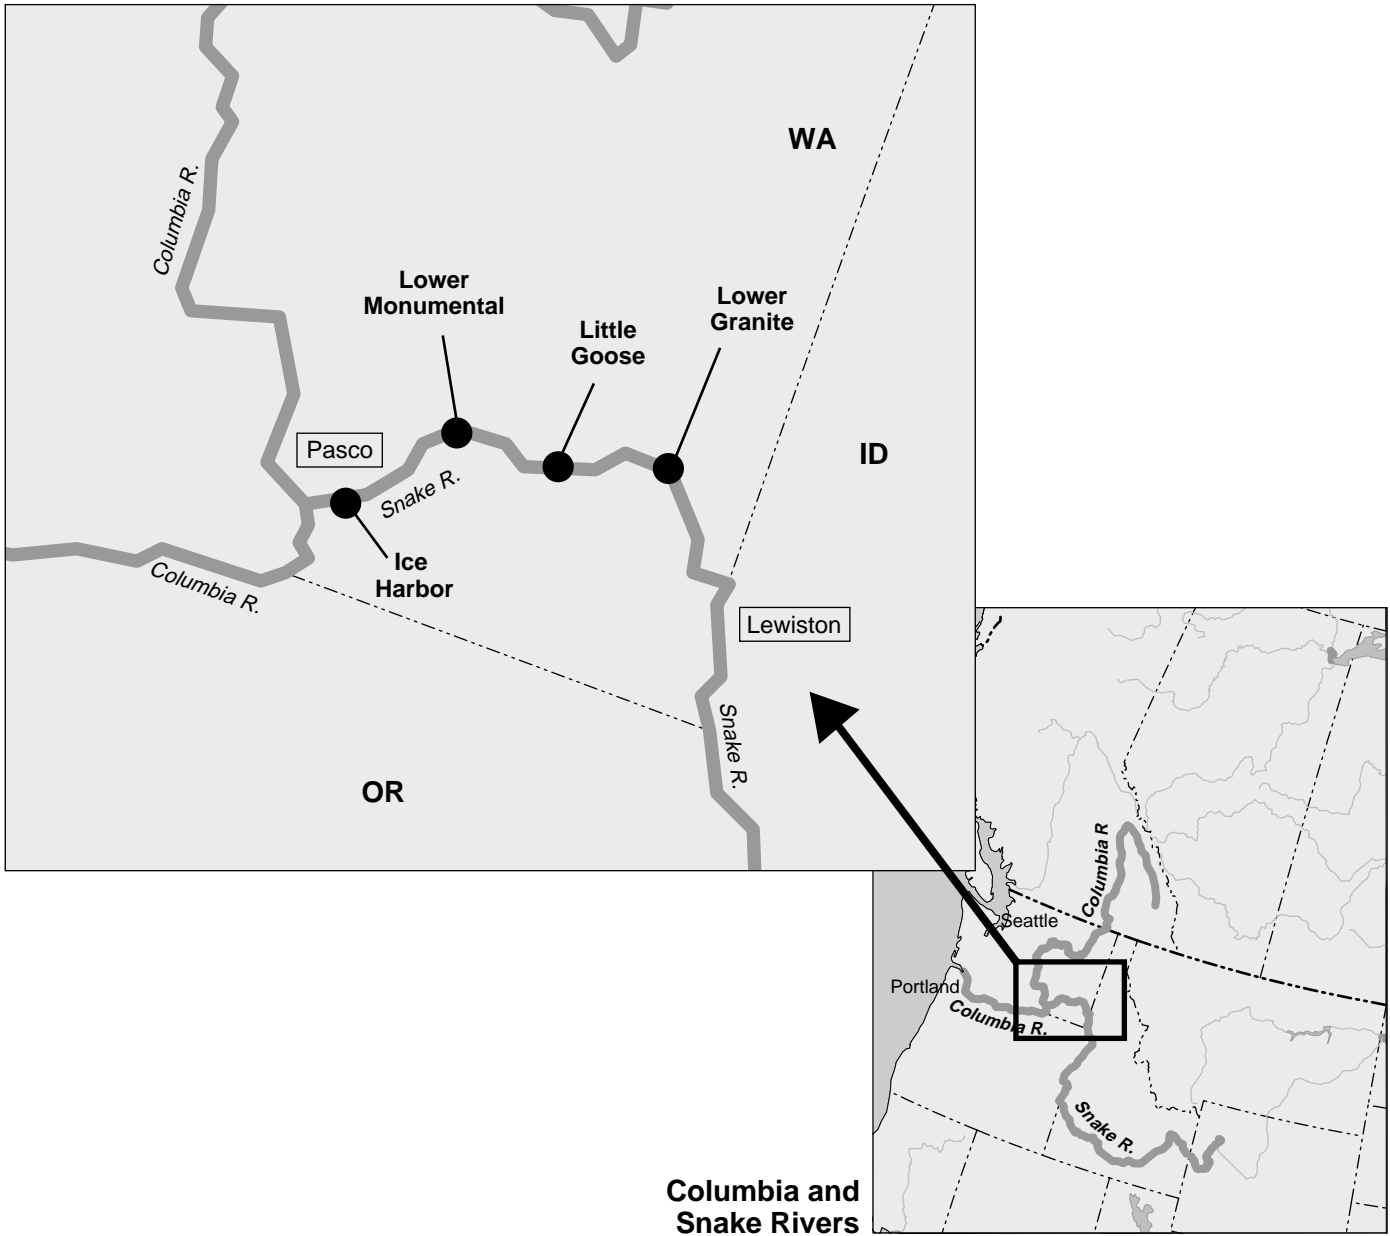 WA
Columbia R.
Lower
Monumental
Lower
Granite
Little
Goose
Pasco
ID
Snake R.
Ice
Harbor
Columbia R.
Lewiston
Snake R.
OR
Columbia R
Seattle
Portland
Columbia R.
Snake R.
Columbia and
Snake Rivers